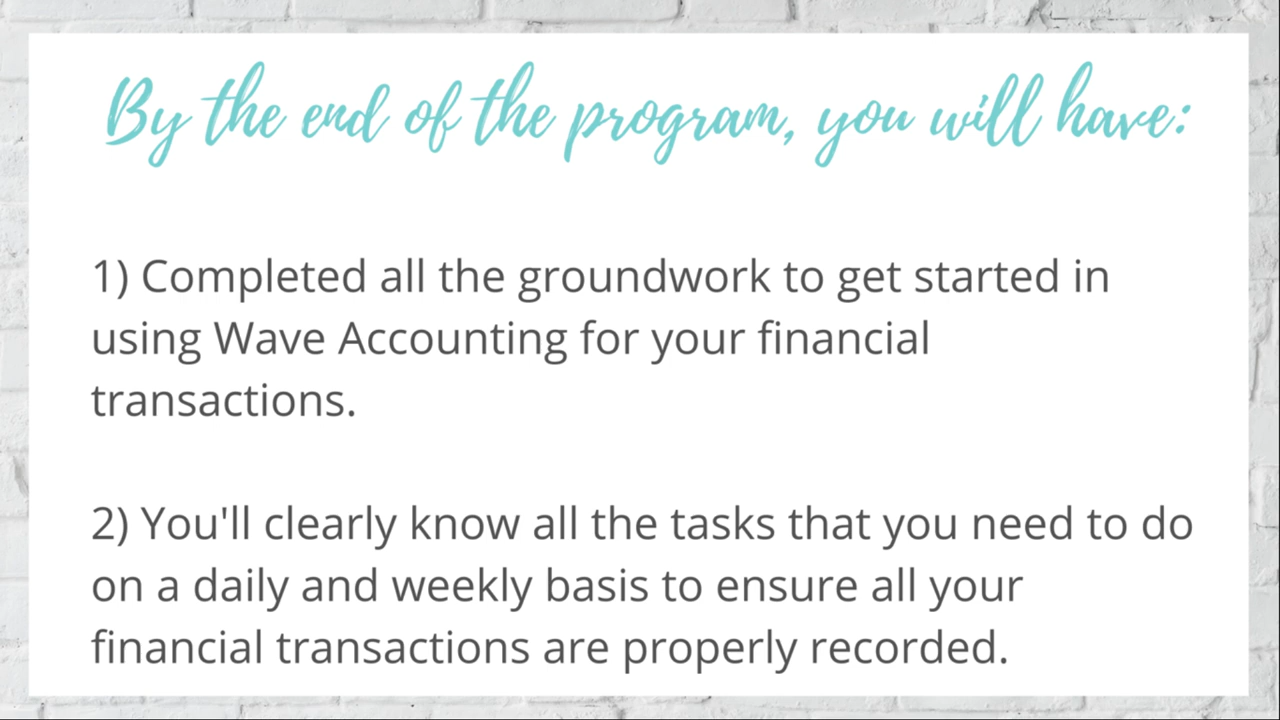 By the end of the program, you will have:
1) Completed all the groundwork to get started in
using Wave Accounting for your financial
transactions.
2) You'll clearly know all the tasks that you need to do
on a daily and weekly basis to ensure all your
financial transactions are properly recorded.